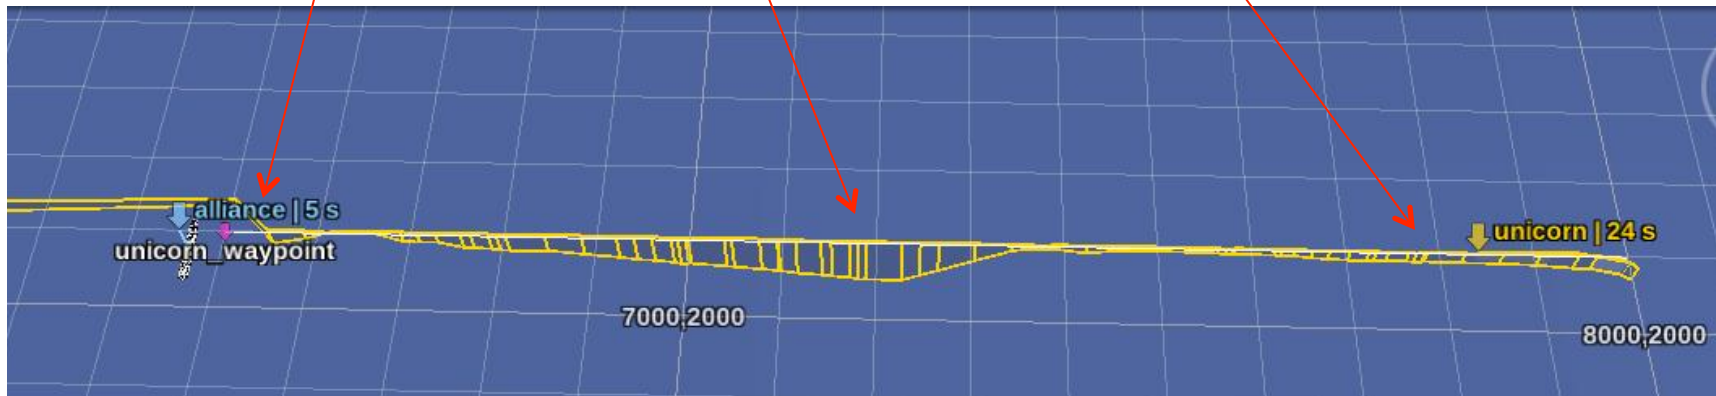 alliance | 5 s
unicorn | 24 s
unicorn_waypoint
7000,2000
8000,2000